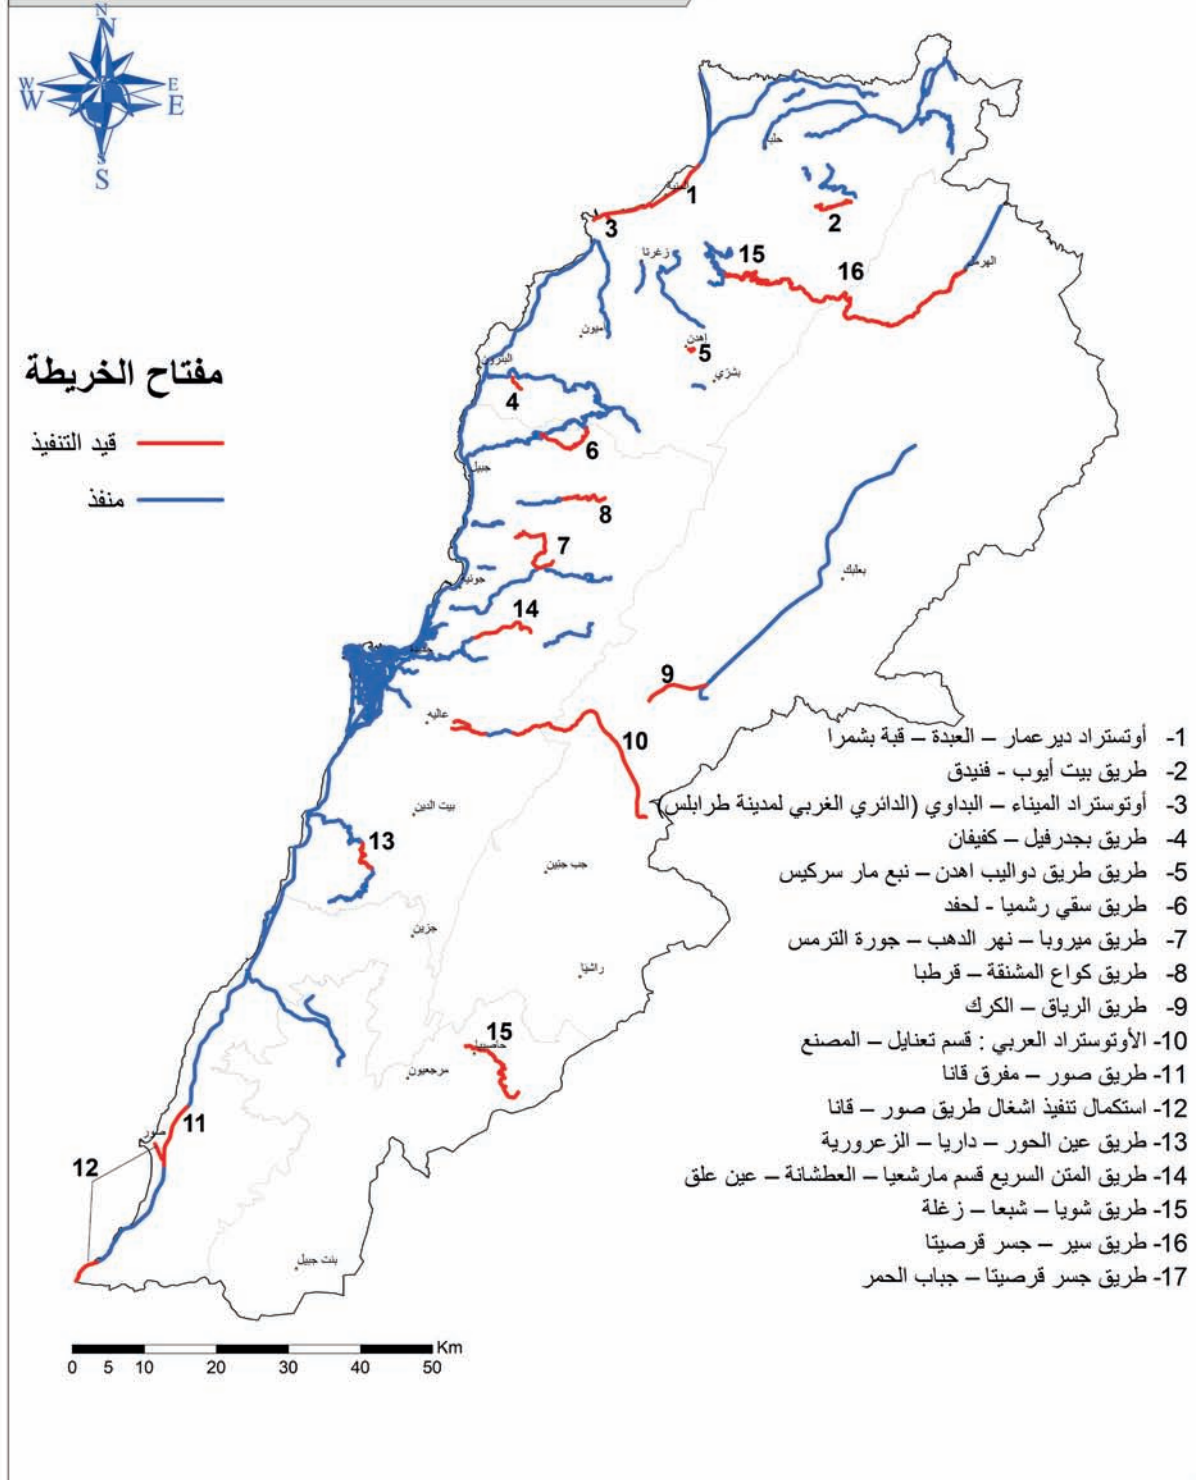 N
N
W
W
E
E
S
S
حلبا
المنية
1
2
3
زغرتا
15
16
الهرمل
اميون
اهدن
5
بشري
البترون
4
مفتاح الخريطة
قيد التنفيذ
منفذ
6
جبيل
8
7
بعلبك
جونية
14
9
عاليه
10
بيت الدين
13
جب جنين
جزين
راشيا
15
حاصبيا
مرجعيون
11
صور
12
بنت جبيل
1- أوتستراد دير عمار – العبدة – قبة بشمرا
2- طريق بيت أيوب - فنيدق
3- أوتوستراد الميناء – البداوي (الدائري الغربي لمدينة طرابلس)
4- طريق بجدرفيل – كفيفان
5- طريق طريق دواليب اهدن – نبع مار سركيس
6- طريق سقي رشميا - لحفد
7- طريق ميروبا – نهر الدهب – جورة الترمس
8- طريق كواع المشنقة – قرطبا
9- طريق الرياق – الكرك
10- الأوتوستراد العربي : قسم تعنايل – المصنع
11- طريق صور – مفرق قانا
12- استكمال تنفيذ اشغال طريق صور – قانا
13- طريق عين الحور – داريا – الزعرورية
14- طريق المتن السريع قسم مارشعيا – العطشانة – عين علق
15- طريق شويا – شبعا – زغلة
16- طريق سير – جسر قرصيتا
17- طريق جسر قرصيتا – جباب الحمر
Km
0 5 10 20 30 40 50